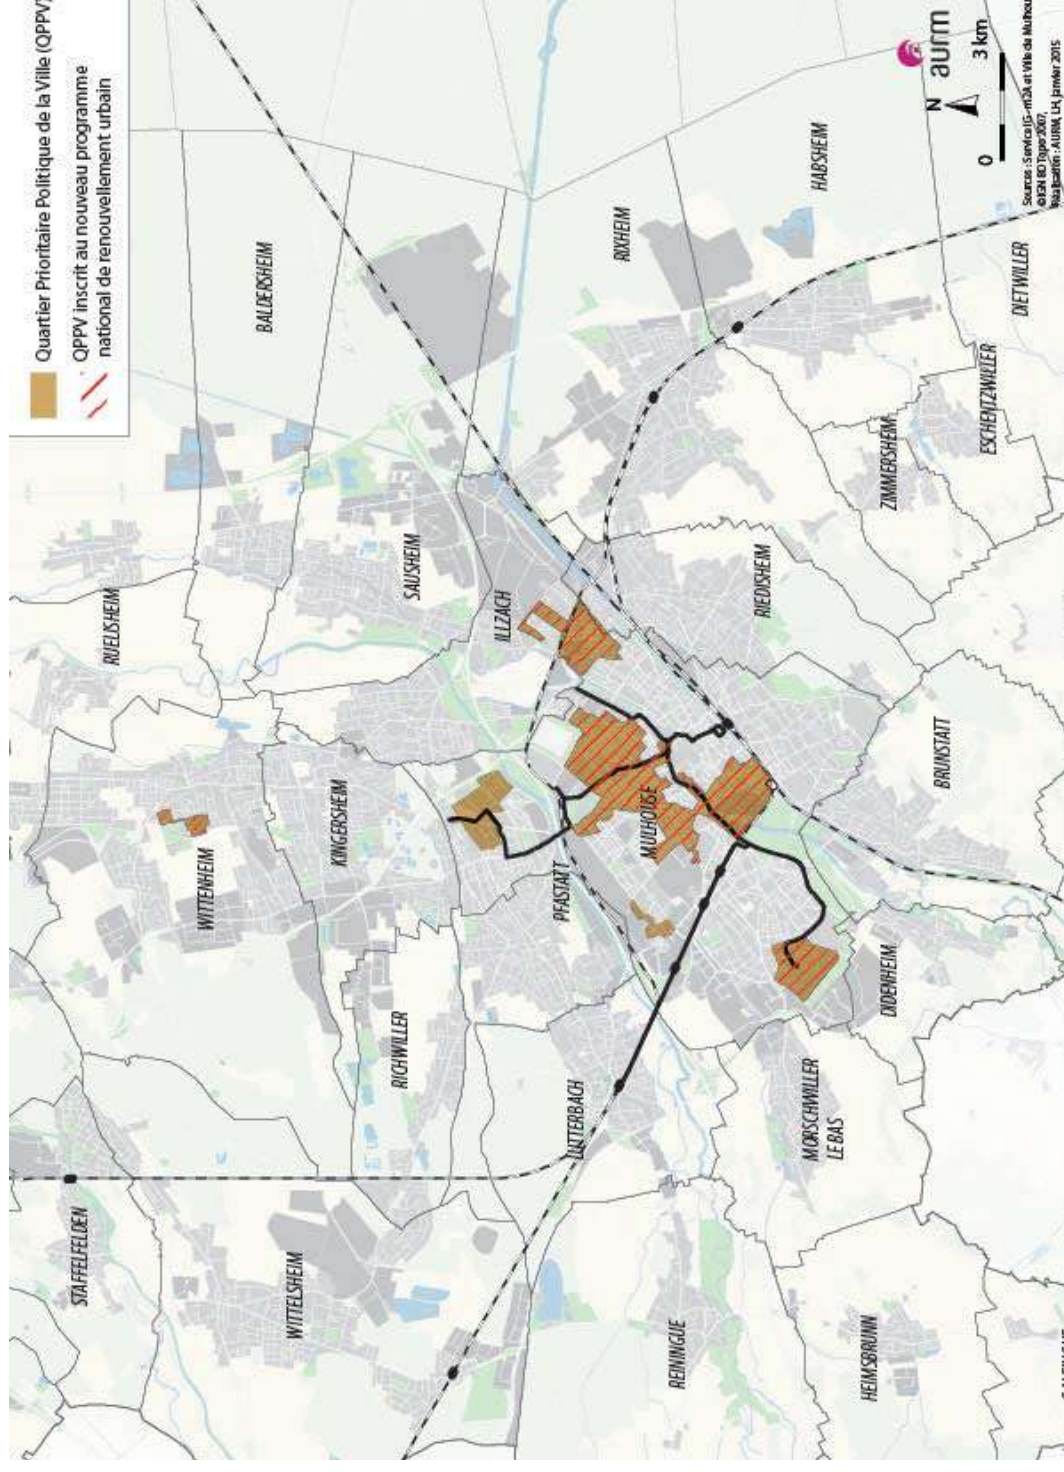 Quartier Prioritaire Politique de la Ville (QPPV)
QPPV inscrit au nouveau programme
national de renouvellement urbain
STAFFELFELDEN
WITTELSHEIM
RICHWILLER
WITTENHEIM
KINGERSHEIM
RUELISHEIM
SAUSHEIM
BALDERSHEIM
ILLZACH
PFASTATT
LUTTERBACH
MULHOUSE
REININGUE
HEIMSBRUNN
MORSCHWILLER
LE BAS
DIDENHEIM
BRUNSTATT
RIEDISHEIM
RIXHEIM
HABSHEIM
ZIMMERSHEIM
ESCHENTZWILLER
DIETWILLER
aurm
N
0 3 km
Sources : Service IG - m2A et Ville de Mulhou
©IGN BD Topo 2007,
Réalisation : AURM, LH, janvier 2015